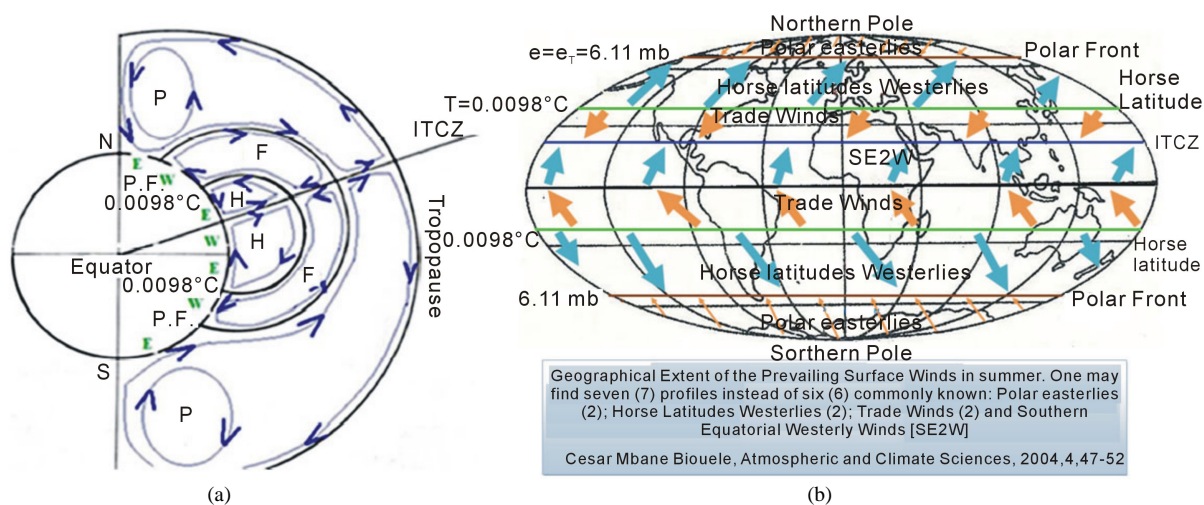 P
N
E
W
P.F.
0.0098°C
F
H
ITCZ
E
H
W
Tropopause
Equator
E
F
0.0098°C
W
P.F.
E
S
P
(a)
Northern Pole
e=eT=6.11 mb
Polar easterlies
Polar Front
Horse latitudes Westerlies
Horse
Latitude
T=0.0098°C
Trade Winds
ITCZ
SE2W
Trade Winds
0.0098°C
Horse
latitude
Horse latitudes Westerlies
6.11 mb
Polar Front
Polar easterlies
Sorthern Pole
Geographical Extent of the Prevailing Surface Winds in summer. One may
find seven (7) profiles instead of six (6) commonly known: Polar easterlies
(2); Horse Latitudes Westerlies (2); Trade Winds (2) and Southern
Equatorial Westerly Winds [SE2W]
Cesar Mbane Biouele, Atmospheric and Climate Sciences, 2004,4,47-52
(b)